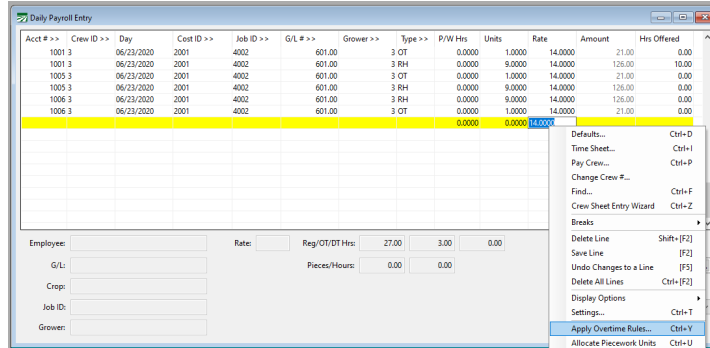 Daily Payroll Entry
Acct # >> Crew ID >> Day Cost ID >> Job ID >> G/L # >> Grower >> Type >> P/W Hrs Units Rate Amount Hrs Offered
1001 3 06/23/2020 2001 4002 601.00 3 OT 0.0000 1.0000 14.0000 21.00 0.00
1001 3 06/23/2020 2001 4002 601.00 3 RH 0.0000 9.0000 14.0000 126.00 10.00
1005 3 06/23/2020 2001 4002 601.00 3 OT 0.0000 1.0000 14.0000 21.00 0.00
1005 3 06/23/2020 2001 4002 601.00 3 RH 0.0000 9.0000 14.0000 126.00 0.00
1006 3 06/23/2020 2001 4002 601.00 3 RH 0.0000 9.0000 14.0000 126.00 0.00
1006 3 06/23/2020 2001 4002 601.00 3 OT 0.0000 1.0000 14.0000 21.00 0.00
0.0000 0.0000 14.0000
Defaults... Ctrl+D
Time Sheet... Ctrl+I
Pay Crew... Ctrl+P
Change Crew #...
Find... Ctrl+F
Crew Sheet Entry Wizard Ctrl+Z
Breaks
Delete Line Shift+[F2]
Save Line [F2]
Undo Changes to a Line [F5]
Delete All Lines Ctrl+[F2]
Display Options
Settings... Ctrl+T
Apply Overtime Rules... Ctrl+Y
Allocate Piecework Units Ctrl+U
Employee: Rate: Reg/OT/DT Hrs: 27.00 3.00 0.00
G/L: Pieces/Hours: 0.00 0.00
Crop:
Job ID:
Grower: